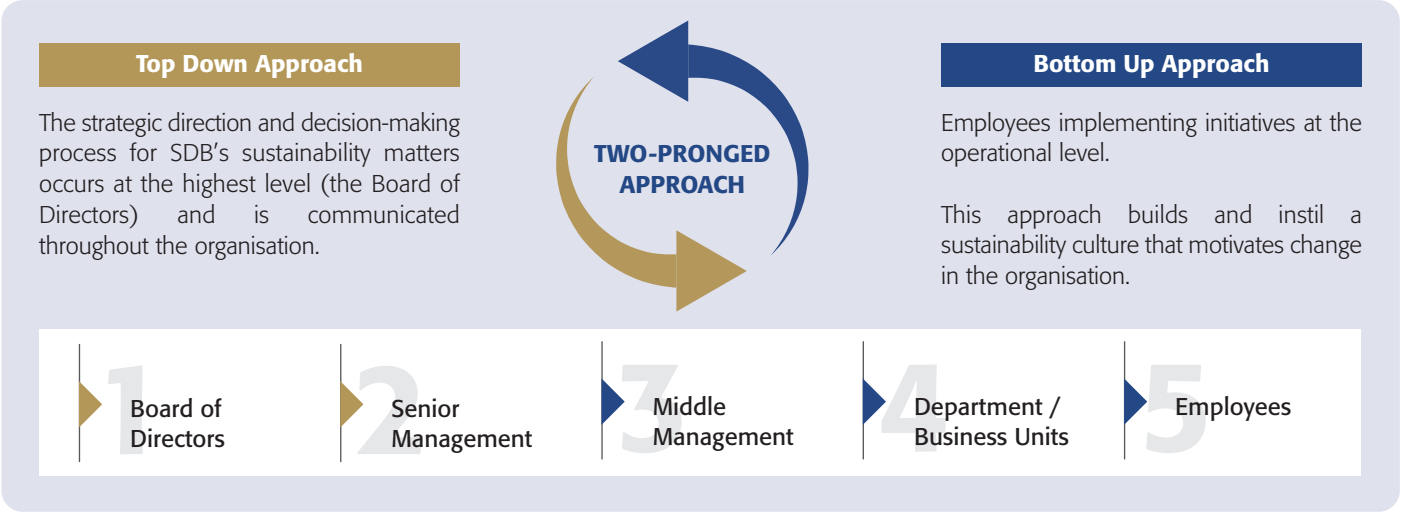 Top Down Approach
The strategic direction and decision-making
process for SDB's sustainability matters
occurs at the highest level (the Board of
Directors) and is communicated
throughout the organisation.
TWO-PRONGED
APPROACH
Bottom Up Approach
Employees implementing initiatives at the
operational level.
This approach builds and instil a
sustainability culture that motivates change
in the organisation.
1
Board of
Directors
2
Senior
Management
3
Middle
Management
4
Department /
Business Units
5
Employees